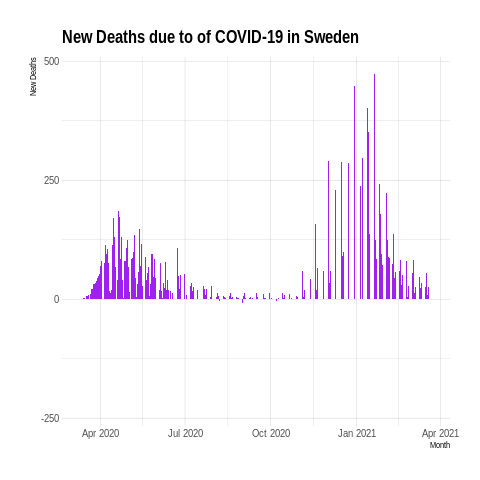 New Deaths due to of COVID-19 in Sweden
New Deaths
500
250
0
-250
Apr 2020 Jul 2020 Oct 2020 Jan 2021 Apr 2021
Month